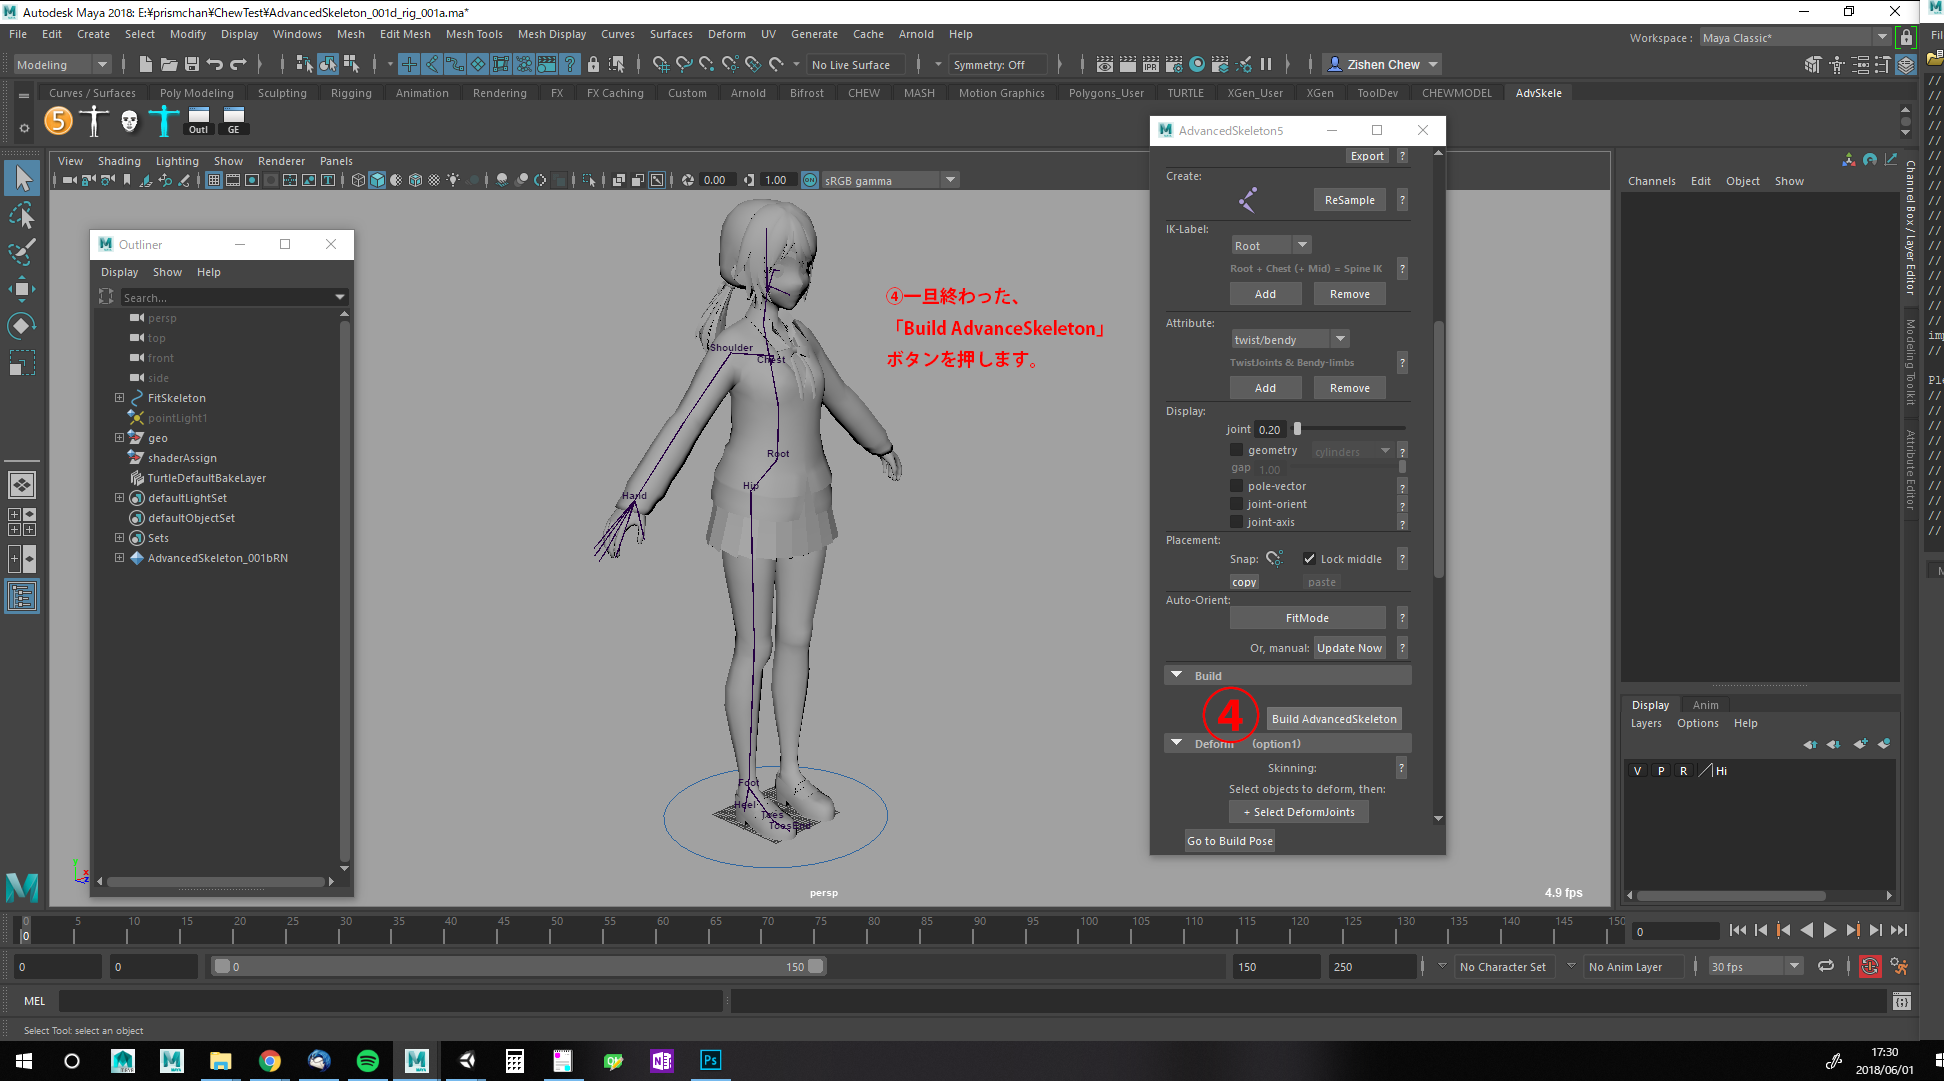 Autodesk Maya 2018: E:¥prismchan¥ChewTest¥AdvancedSkeleton_001d_rig_001a.ma*
File Edit Create Select Modify Display Windows Mesh Edit Mesh Mesh Tools Mesh Display Curves Surfaces Deform UV Generate Cache Arnold Help
Workspace : Maya Classic*
Modeling
No Live Surface
Symmetry: Off
Zishen Chew
Curves / Surfaces Poly Modeling Sculpting Rigging Animation Rendering FX FX Caching Custom Arnold Bifrost CHEW MASH Motion Graphics Polygons_User TURTLE XGen_User XGen ToolDev CHEWMODEL AdvSkele
5
Outl GE
View Shading Lighting Show Renderer Panels
0.00 1.00 sRGB gamma
Outliner
Display Show Help
Search...
persp
top
front
side
FitSkeleton
pointLight1
geo
shaderAssign
TurtleDefaultBakeLayer
defaultLightSet
defaultObjectSet
Sets
AdvancedSkeleton_001bRN
Shoulder
Chest
Root
Hip
Hand
Foot
Heel
Toes
ToesEnd
④一旦終わった、
「Build AdvanceSkeleton」
ボタンを押します。
persp
4.9 fps
AdvancedSkeleton5
Export ?
Create:
ReSample ?
IK-Label:
Root
Root + Chest (+ Mid) = Spine IK ?
Add Remove
Attribute:
twist/bendy
TwistJoints & Bendy-limbs ?
Add Remove
Display:
joint 0.20
geometry cylinders ?
gap 1.00
pole-vector ?
joint-orient ?
joint-axis ?
Placement:
Snap: Lock middle ?
copy paste
Auto-Orient:
FitMode ?
Or, manual: Update Now ?
Build
4
Build AdvancedSkeleton
Deform (option1)
Skinning: ?
Select objects to deform, then:
+ Select DeformJoints
Go to Build Pose
Channels Edit Object Show
Channel Box / Layer Editor
Modeling Toolkit
Attribute Editor
Display Anim
Layers Options Help
V P R Hi
0 5 10 15 20 25 30 35 40 45 50 55 60 65 70 75 80 85 90 95 100 105 110 115 120 125 130 135 140 145 150
0
0
0 0 0 150 150 250 No Character Set No Anim Layer 30 fps
MEL
Select Tool: select an object
17:30
2018/06/01